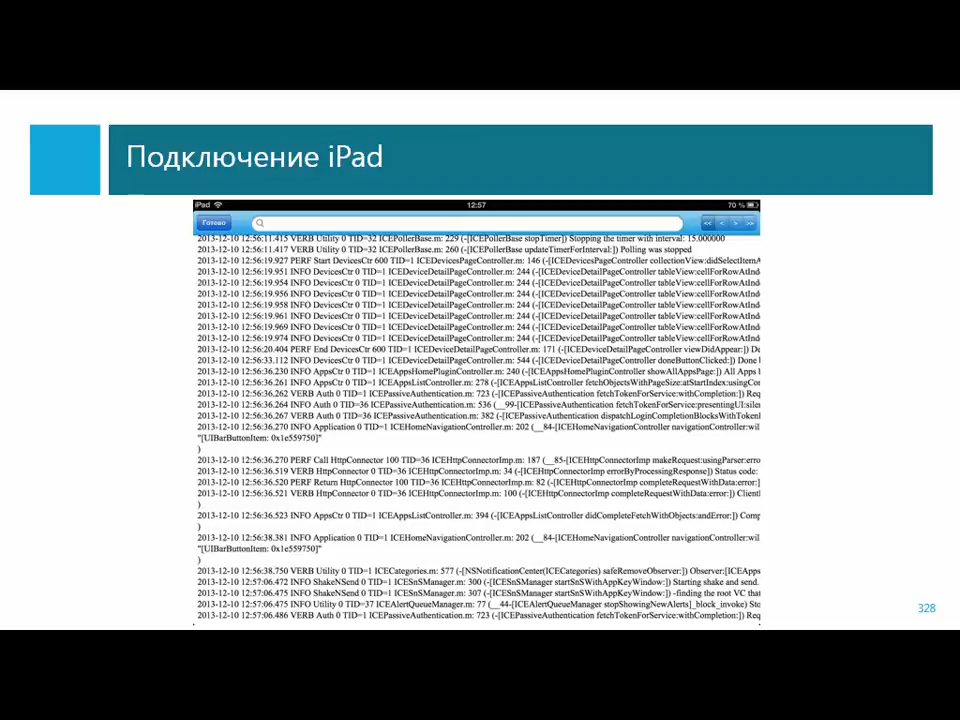 Подключение iPad
iPad 12:57 70 %
Готово << < > >>
2013-12-10 12:56:11.415 VERB Utility 0 TID=32 ICEPollerBase.m: 229 (-[ICEPollerBase stopTimer]) Stopping the timer with interval: 15.000000
2013-12-10 12:56:11.417 VERB Utility 0 TID=32 ICEPollerBase.m: 260 (-[ICEPollerBase updateTimerForInterval:]) Polling was stopped
2013-12-10 12:56:19.927 PERF Start DevicesCtr 600 TID=1 ICEDevicesPageController.m: 146 (-[ICEDevicesPageController collectionView:didSelectItemA
2013-12-10 12:56:19.951 INFO DevicesCtr 0 TID=1 ICEDeviceDetailPageController.m: 244 (-[ICEDeviceDetailPageController tableView:cellForRowAtInde
2013-12-10 12:56:19.954 INFO DevicesCtr 0 TID=1 ICEDeviceDetailPageController.m: 244 (-[ICEDeviceDetailPageController tableView:cellForRowAtInde
2013-12-10 12:56:19.956 INFO DevicesCtr 0 TID=1 ICEDeviceDetailPageController.m: 244 (-[ICEDeviceDetailPageController tableView:cellForRowAtInde
2013-12-10 12:56:19.958 INFO DevicesCtr 0 TID=1 ICEDeviceDetailPageController.m: 244 (-[ICEDeviceDetailPageController tableView:cellForRowAtInde
2013-12-10 12:56:19.961 INFO DevicesCtr 0 TID=1 ICEDeviceDetailPageController.m: 244 (-[ICEDeviceDetailPageController tableView:cellForRowAtInde
2013-12-10 12:56:19.969 INFO DevicesCtr 0 TID=1 ICEDeviceDetailPageController.m: 244 (-[ICEDeviceDetailPageController tableView:cellForRowAtInde
2013-12-10 12:56:19.974 INFO DevicesCtr 0 TID=1 ICEDeviceDetailPageController.m: 244 (-[ICEDeviceDetailPageController tableView:cellForRowAtInde
2013-12-10 12:56:20.404 PERF End DevicesCtr 600 TID=1 ICEDeviceDetailPageController.m: 171 (-[ICEDeviceDetailPageController viewDidAppear:]) De
2013-12-10 12:56:33.112 INFO DevicesCtr 0 TID=1 ICEDeviceDetailPageController.m: 544 (-[ICEDeviceDetailPageController doneButtonClicked:]) Done b
2013-12-10 12:56:36.230 INFO AppsCtr 0 TID=1 ICEAppsHomePluginController.m: 240 (-[ICEAppsHomePluginController showAllAppsPage:]) All Apps b
2013-12-10 12:56:36.261 INFO AppsCtr 0 TID=1 ICEAppsListController.m: 278 (-[ICEAppsListController fetchObjectsWithPageSize:atStartIndex:usingCo
2013-12-10 12:56:36.262 VERB Auth 0 TID=1 ICEPassiveAuthentication.m: 723 (-[ICEPassiveAuthentication fetchTokenForService:withCompletion:]) Req
2013-12-10 12:56:36.264 INFO Auth 0 TID=36 ICEPassiveAuthentication.m: 536 (__99-[ICEPassiveAuthentication fetchTokenForService:presentingUI:siler
2013-12-10 12:56:36.267 VERB Auth 0 TID=36 ICEPassiveAuthentication.m: 382 (-[ICEPassiveAuthentication dispatchLoginCompletionBlocksWithTokenI
2013-12-10 12:56:36.270 INFO Application 0 TID=1 ICEHomeNavigationController.m: 202 (__84-[ICEHomeNavigationController navigationController:wil
"[UIBarButtonItem: 0x1e559750]"
)
2013-12-10 12:56:36.270 PERF Call HttpConnector 100 TID=36 ICEHttpConnectorImp.m: 187 (__85-[ICEHttpConnectorImp makeRequest:usingParser:erro
2013-12-10 12:56:36.519 VERB HttpConnector 0 TID=36 ICEHttpConnectorImp.m: 34 (-[ICEHttpConnectorImp errorByProcessingResponse]) Status code:
2013-12-10 12:56:36.520 PERF Return HttpConnector 100 TID=36 ICEHttpConnectorImp.m: 82 (-[ICEHttpConnectorImp completeRequestWithData:error:]
2013-12-10 12:56:36.521 VERB HttpConnector 0 TID=36 ICEHttpConnectorImp.m: 100 (-[ICEHttpConnectorImp completeRequestWithData:error:]) Clientl
)
2013-12-10 12:56:36.523 INFO AppsCtr 0 TID=1 ICEAppsListController.m: 394 (-[ICEAppsListController didCompleteFetchWithObjects:andError:]) Comp
)
2013-12-10 12:56:38.381 INFO Application 0 TID=1 ICEHomeNavigationController.m: 202 (__84-[ICEHomeNavigationController navigationController:wil
"[UIBarButtonItem: 0x1e559750]"
)
2013-12-10 12:56:38.750 VERB Utility 0 TID=1 ICECategories.m: 577 (-[NSNotificationCenter(ICECategories) safeRemoveObserver:]) Observer:[ICEApps
2013-12-10 12:57:06.472 INFO ShakeNSend 0 TID=1 ICESnSManager.m: 300 (-[ICESnSManager startSnSWithAppKeyWindow:]) Starting shake and send.
2013-12-10 12:57:06.475 INFO ShakeNSend 0 TID=1 ICESnSManager.m: 307 (-[ICESnSManager startSnSWithAppKeyWindow:]) -finding the root VC that
2013-12-10 12:57:06.475 INFO Utility 0 TID=37 ICEAlertQueueManager.m: 77 (__44-[ICEAlertQueueManager stopShowingNewAlerts]_block_invoke) Sto
2013-12-10 12:57:06.486 VERB Auth 0 TID=1 ICEPassiveAuthentication.m: 723 (-[ICEPassiveAuthentication fetchTokenForService:withCompletion:]) Req
328